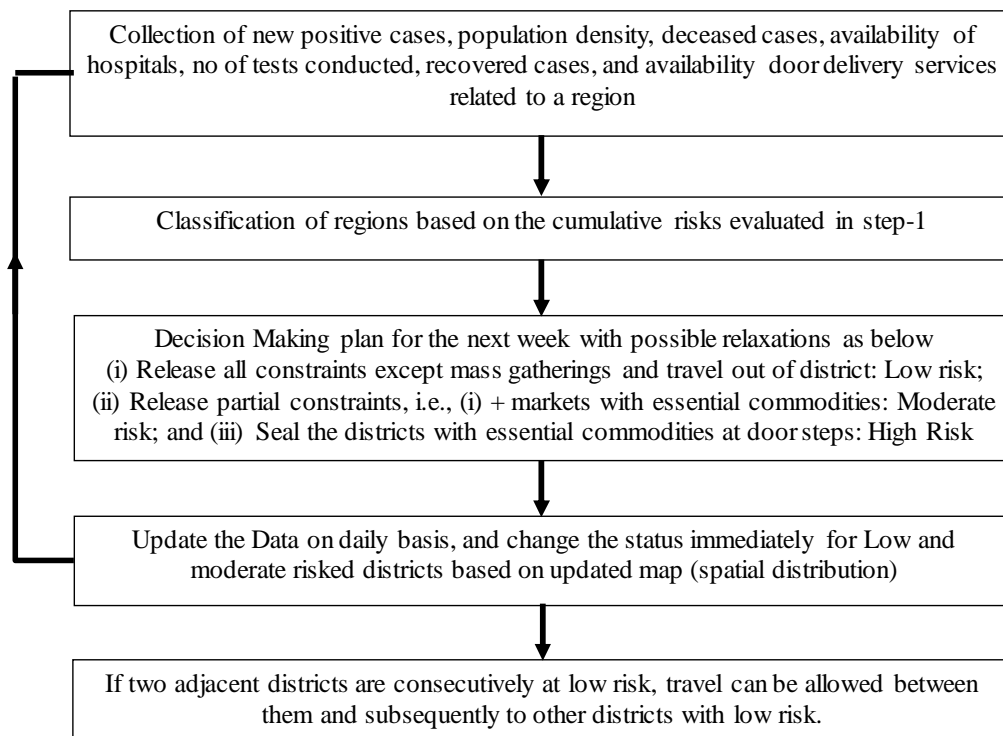 Collection of new positive cases, population density, deceased cases, availability of
hospitals, no of tests conducted, recovered cases, and availability door delivery services
related to a region
Classification of regions based on the cumulative risks evaluated in step-1
Decision Making plan for the next week with possible relaxations as below
(i) Release all constraints except mass gatherings and travel out of district: Low risk;
(ii) Release partial constraints, i.e., (i) + markets with essential commodities: Moderate
risk; and (iii) Seal the districts with essential commodities at door steps: High Risk
Update the Data on daily basis, and change the status immediately for Low and
moderate risked districts based on updated map (spatial distribution)
If two adjacent districts are consecutively at low risk, travel can be allowed between
them and subsequently to other districts with low risk.